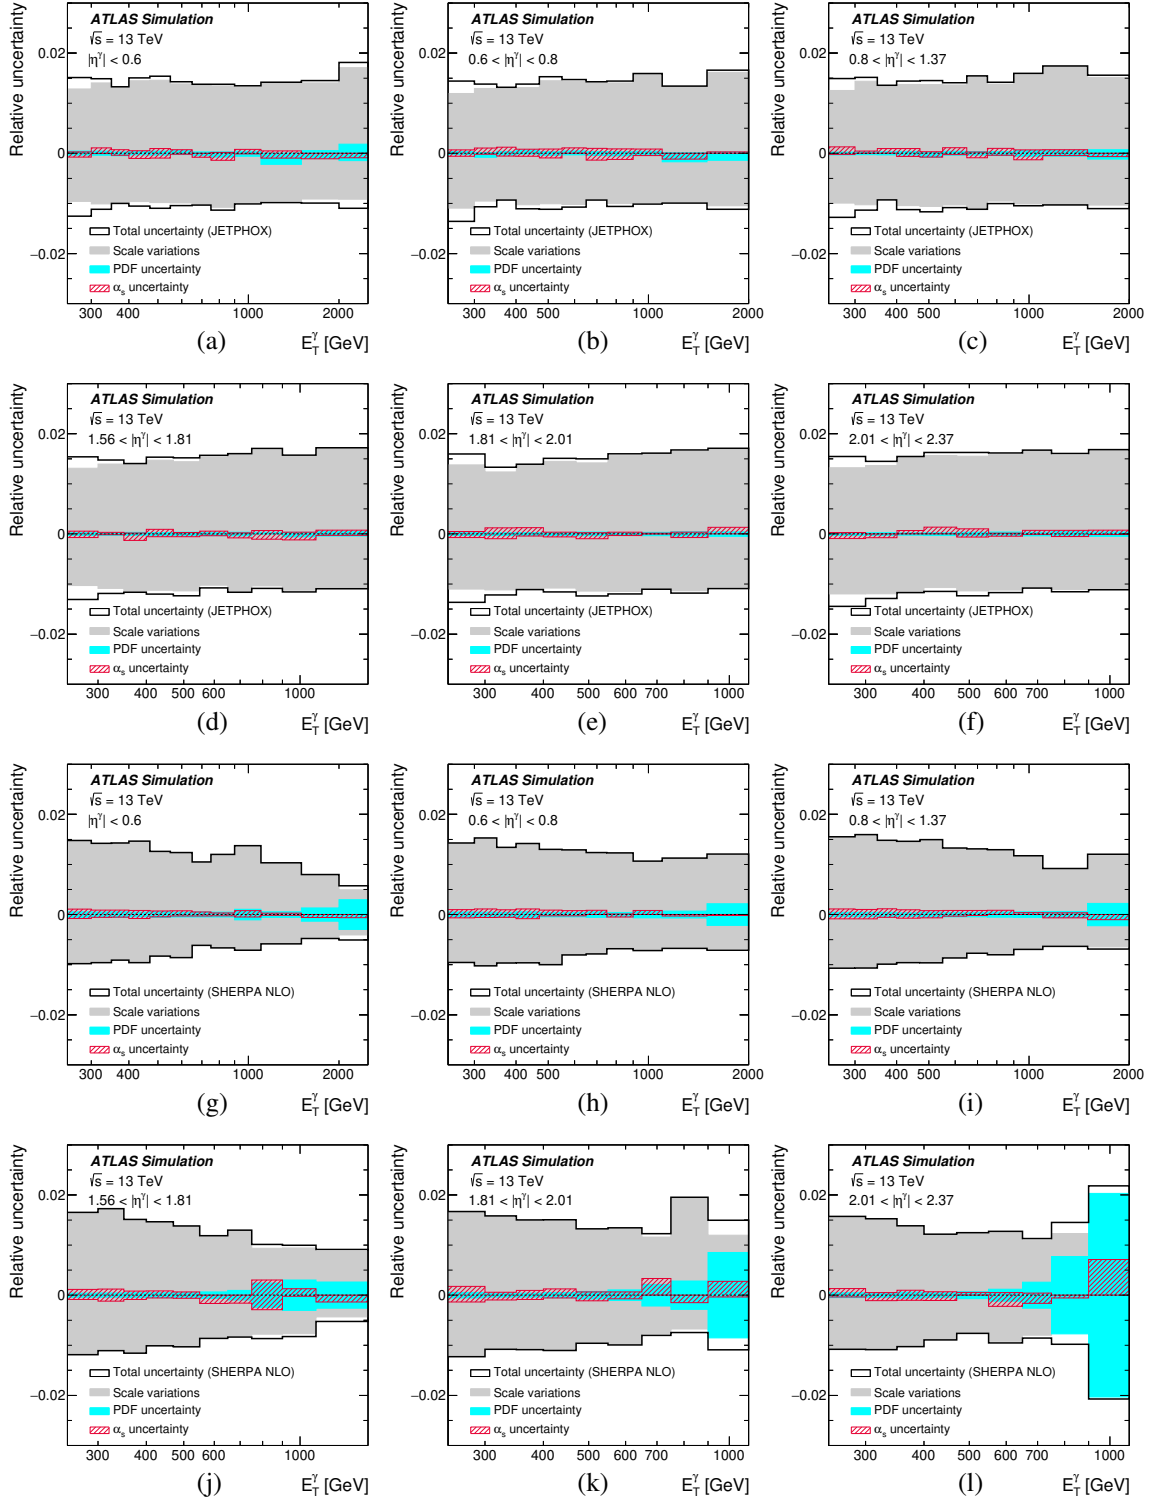 Relative uncertainty
ATLAS Simulation
√s = 13 TeV
|η^γ| < 0.6
0.02
0
−0.02
Total uncertainty (JETPHOX)
Scale variations
PDF uncertainty
α_s uncertainty
300 400 1000 2000
E_T^γ [GeV]
(a)
Relative uncertainty
ATLAS Simulation
√s = 13 TeV
0.6 < |η^γ| < 0.8
0.02
0
−0.02
Total uncertainty (JETPHOX)
Scale variations
PDF uncertainty
α_s uncertainty
300 400 500 1000 2000
E_T^γ [GeV]
(b)
Relative uncertainty
ATLAS Simulation
√s = 13 TeV
0.8 < |η^γ| < 1.37
0.02
0
−0.02
Total uncertainty (JETPHOX)
Scale variations
PDF uncertainty
α_s uncertainty
300 400 500 1000 2000
E_T^γ [GeV]
(c)
Relative uncertainty
ATLAS Simulation
√s = 13 TeV
1.56 < |η^γ| < 1.81
0.02
0
−0.02
Total uncertainty (JETPHOX)
Scale variations
PDF uncertainty
α_s uncertainty
300 400 500 600 1000
E_T^γ [GeV]
(d)
Relative uncertainty
ATLAS Simulation
√s = 13 TeV
1.81 < |η^γ| < 2.01
0.02
0
−0.02
Total uncertainty (JETPHOX)
Scale variations
PDF uncertainty
α_s uncertainty
300 400 500 600 700 1000
E_T^γ [GeV]
(e)
Relative uncertainty
ATLAS Simulation
√s = 13 TeV
2.01 < |η^γ| < 2.37
0.02
0
−0.02
Total uncertainty (JETPHOX)
Scale variations
PDF uncertainty
α_s uncertainty
300 400 500 600 700 1000
E_T^γ [GeV]
(f)
Relative uncertainty
ATLAS Simulation
√s = 13 TeV
|η^γ| < 0.6
0.02
0
−0.02
Total uncertainty (SHERPA NLO)
Scale variations
PDF uncertainty
α_s uncertainty
300 400 1000 2000
E_T^γ [GeV]
(g)
Relative uncertainty
ATLAS Simulation
√s = 13 TeV
0.6 < |η^γ| < 0.8
0.02
0
−0.02
Total uncertainty (SHERPA NLO)
Scale variations
PDF uncertainty
α_s uncertainty
300 400 500 1000 2000
E_T^γ [GeV]
(h)
Relative uncertainty
ATLAS Simulation
√s = 13 TeV
0.8 < |η^γ| < 1.37
0.02
0
−0.02
Total uncertainty (SHERPA NLO)
Scale variations
PDF uncertainty
α_s uncertainty
300 400 500 1000 2000
E_T^γ [GeV]
(i)
Relative uncertainty
ATLAS Simulation
√s = 13 TeV
1.56 < |η^γ| < 1.81
0.02
0
−0.02
Total uncertainty (SHERPA NLO)
Scale variations
PDF uncertainty
α_s uncertainty
300 400 500 600 1000
E_T^γ [GeV]
(j)
Relative uncertainty
ATLAS Simulation
√s = 13 TeV
1.81 < |η^γ| < 2.01
0.02
0
−0.02
Total uncertainty (SHERPA NLO)
Scale variations
PDF uncertainty
α_s uncertainty
300 400 500 600 700 1000
E_T^γ [GeV]
(k)
Relative uncertainty
ATLAS Simulation
√s = 13 TeV
2.01 < |η^γ| < 2.37
0.02
0
−0.02
Total uncertainty (SHERPA NLO)
Scale variations
PDF uncertainty
α_s uncertainty
300 400 500 600 700 1000
E_T^γ [GeV]
(l)